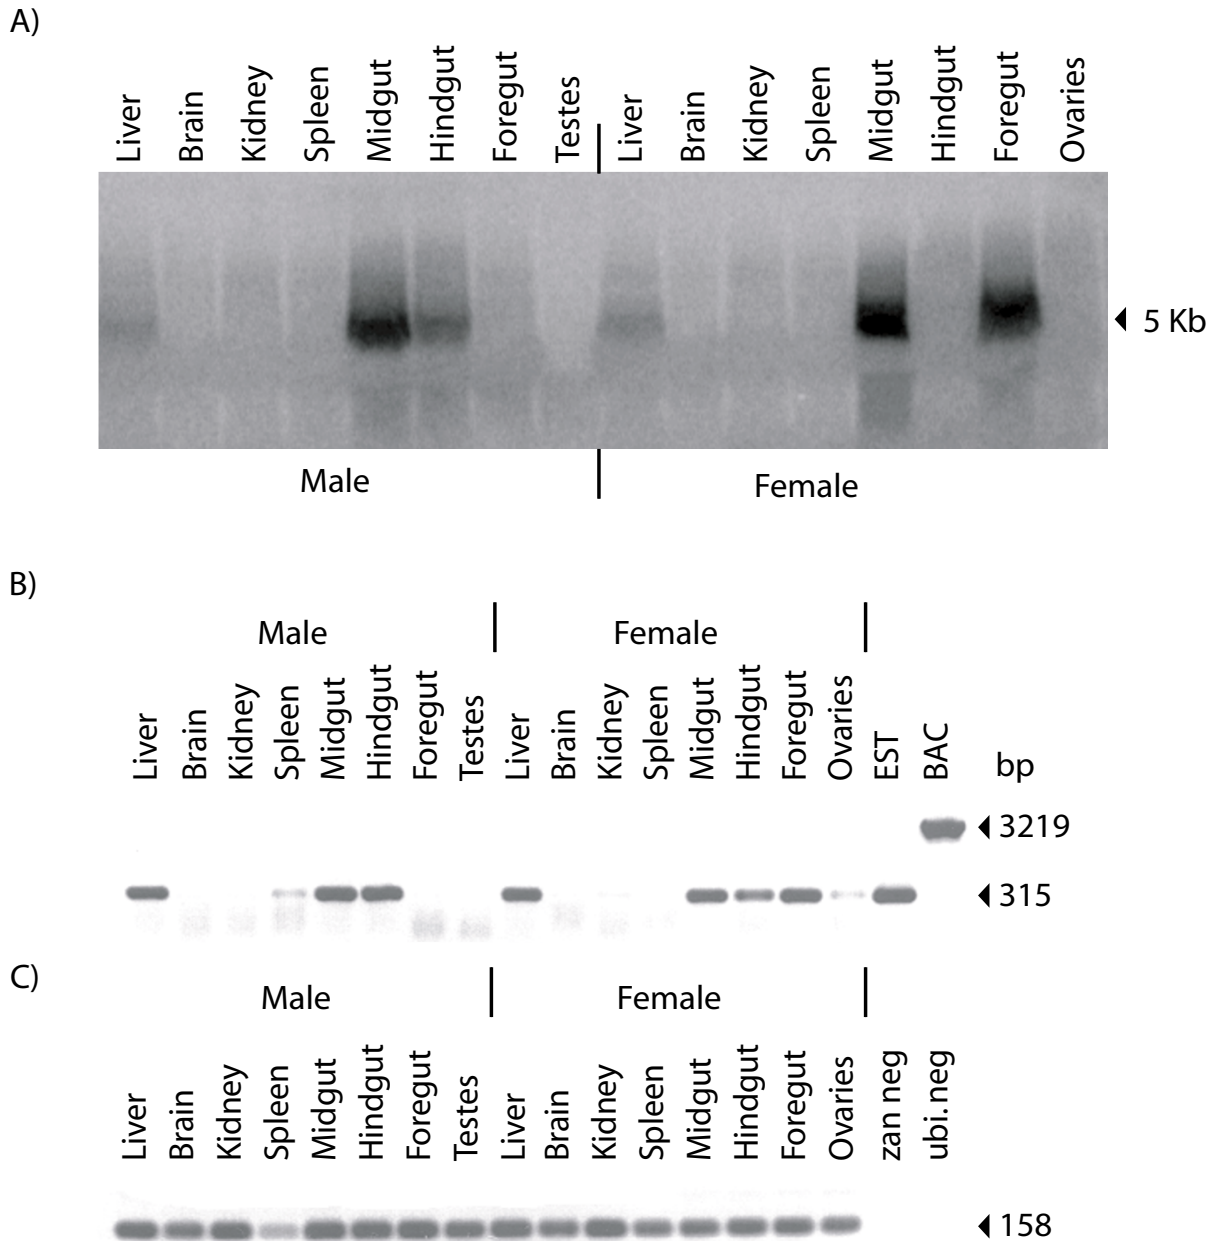 A)
Liver Brain Kidney Spleen Midgut Hindgut Foregut Testes Liver Brain Kidney Spleen Midgut Hindgut Foregut Ovaries
5 Kb
Male Female
B)
Male Female
Liver Brain Kidney Spleen Midgut Hindgut Foregut Testes Liver Brain Kidney Spleen Midgut Hindgut Foregut Ovaries EST BAC bp
3219
315
C)
Male Female
Liver Brain Kidney Spleen Midgut Hindgut Foregut Testes Liver Brain Kidney Spleen Midgut Hindgut Foregut Ovaries zan neg ubi.neg
158